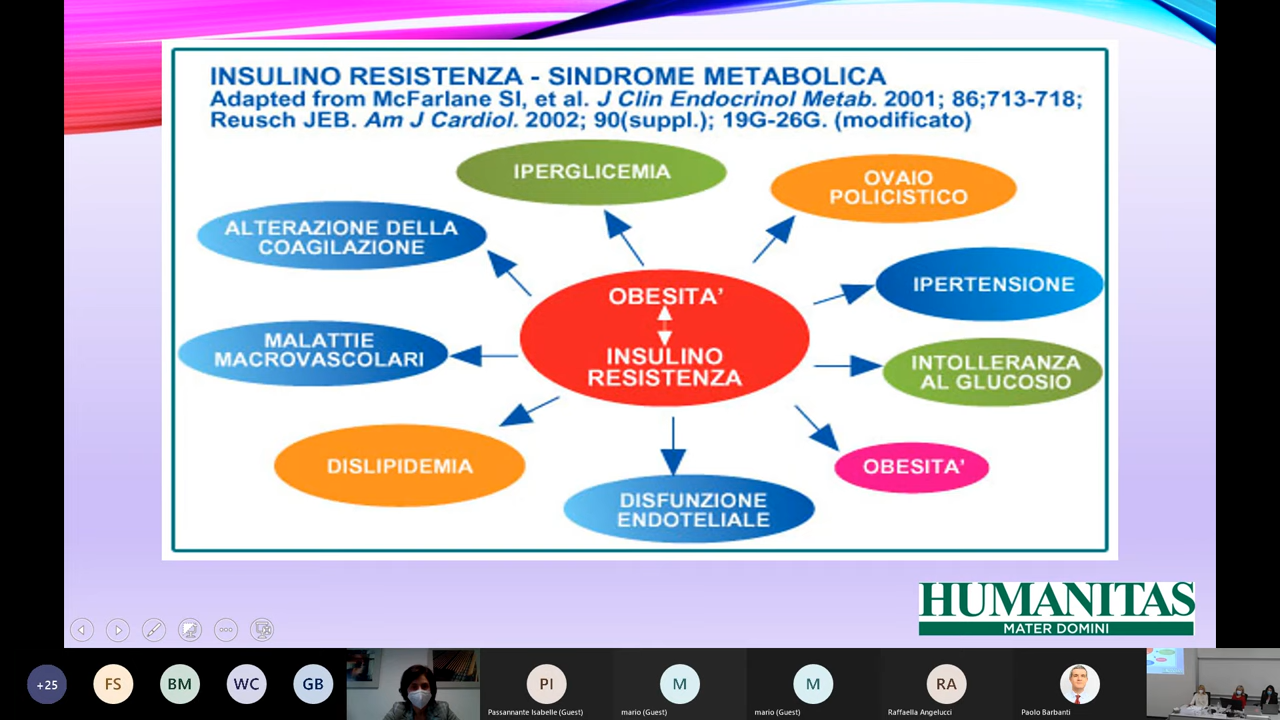 INSULINO RESISTENZA - SINDROME METABOLICA
Adapted from McFarlane SI, et al. J Clin Endocrinol Metab. 2001; 86;713-718;
Reusch JEB. Am J Cardiol. 2002; 90(suppl.); 19G-26G. (modificato)
IPERGLICEMIA
OVAIO
POLICISTICO
ALTERAZIONE DELLA
COAGILAZIONE
IPERTENSIONE
OBESITA'
INSULINO
RESISTENZA
MALATTIE
MACROVASCOLARI
INTOLLERANZA
AL GLUCOSIO
DISLIPIDEMIA
OBESITA'
DISFUNZIONE
ENDOTELIALE
HUMANITAS
MATER DOMINI
+25
FS
BM
WC
GB
PI
Passannante Isabelle (Guest)
M
mario (Guest)
M
mario (Guest)
RA
Raffaella Angelucci
Paolo Barbanti